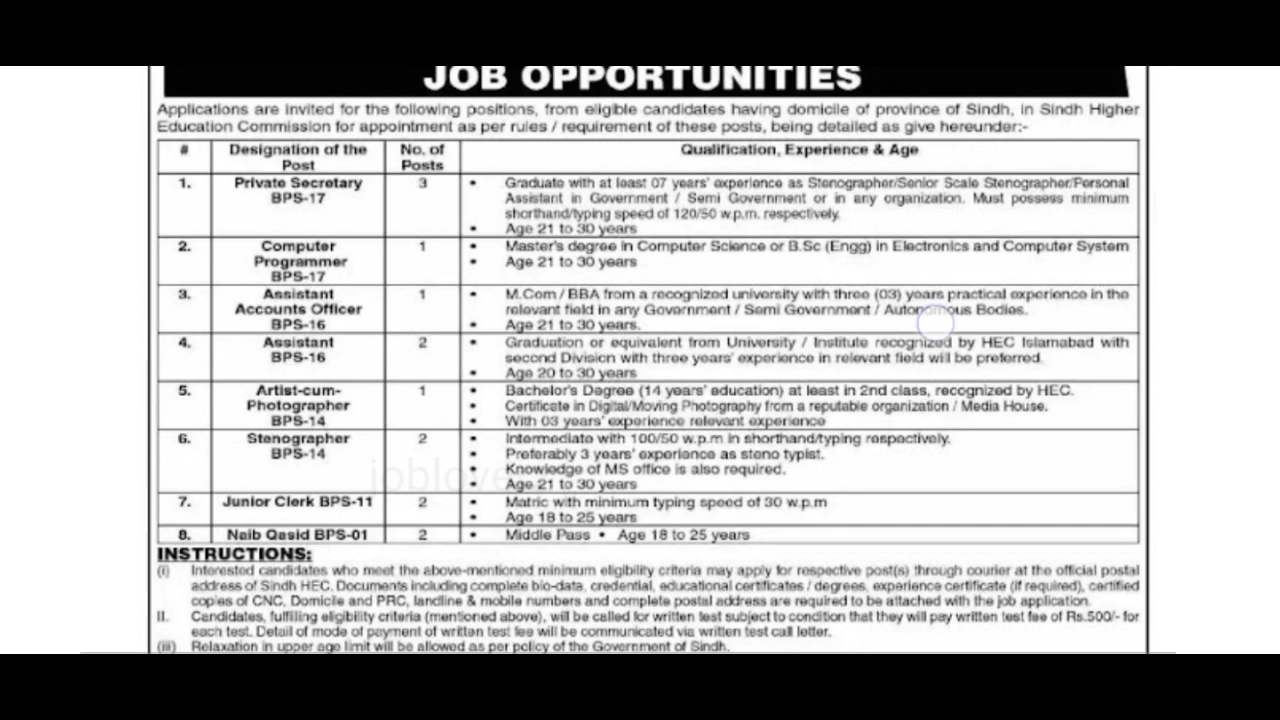 JOB OPPORTUNITIES
Applications are invited for the following positions, from eligible candidates having domicile of province of Sindh, in Sindh Higher
Education Commission for appointment as per rules / requirement of these posts, being detailed as give hereunder:-
# Designation of the Post No. of Posts Qualification, Experience & Age
1. Private Secretary BPS-17 3
• Graduate with at least 07 years' experience as Stenographer/Senior Scale Stenographer/Personal
Assistant in Government / Semi Government or in any organization. Must possess minimum
shorthand/typing speed of 120/50 w.p.m. respectively.
• Age 21 to 30 years
2. Computer Programmer BPS-17 1
• Master's degree in Computer Science or B.Sc (Engg) in Electronics and Computer System
• Age 21 to 30 years
3. Assistant Accounts Officer BPS-16 1
• M.Com / BBA from a recognized university with three (03) years practical experience in the
relevant field in any Government / Semi Government / Autonomous Bodies.
• Age 21 to 30 years.
4. Assistant BPS-16 2
• Graduation or equivalent from University / Institute recognized by HEC Islamabad with
second Division with three years' experience in relevant field will be preferred.
• Age 20 to 30 years
5. Artist-cum-Photographer BPS-14 1
• Bachelor's Degree (14 years' education) at least in 2nd class, recognized by HEC.
• Certificate in Digital/Moving Photography from a reputable organization / Media House.
• With 03 years' experience relevant experience
6. Stenographer BPS-14 2
• Intermediate with 100/50 w.p.m in shorthand/typing respectively.
• Preferably 3 years' experience as steno typist.
• Knowledge of MS office is also required.
• Age 21 to 30 years
7. Junior Clerk BPS-11 2
• Matric with minimum typing speed of 30 w.p.m
• Age 18 to 25 years
8. Naib Qasid BPS-01 2
• Middle Pass • Age 18 to 25 years
INSTRUCTIONS:
(i) Interested candidates who meet the above-mentioned minimum eligibility criteria may apply for respective post(s) through courier at the official postal
address of Sindh HEC. Documents including complete bio-data, credential, educational certificates / degrees, experience certificate (if required), certified
copies of CNC, Domicile and PRC, landline & mobile numbers and complete postal address are required to be attached with the job application.
II. Candidates, fulfiling eligibility criteria (mentioned above), will be called for written test subject to condition that they will pay written test fee of Rs.500/- for
each test. Detail of mode of payment of written test fee will be communicated via written test call letter.
(iii) Relaxation in upper age limit will be allowed as per policy of the Government of Sindh.